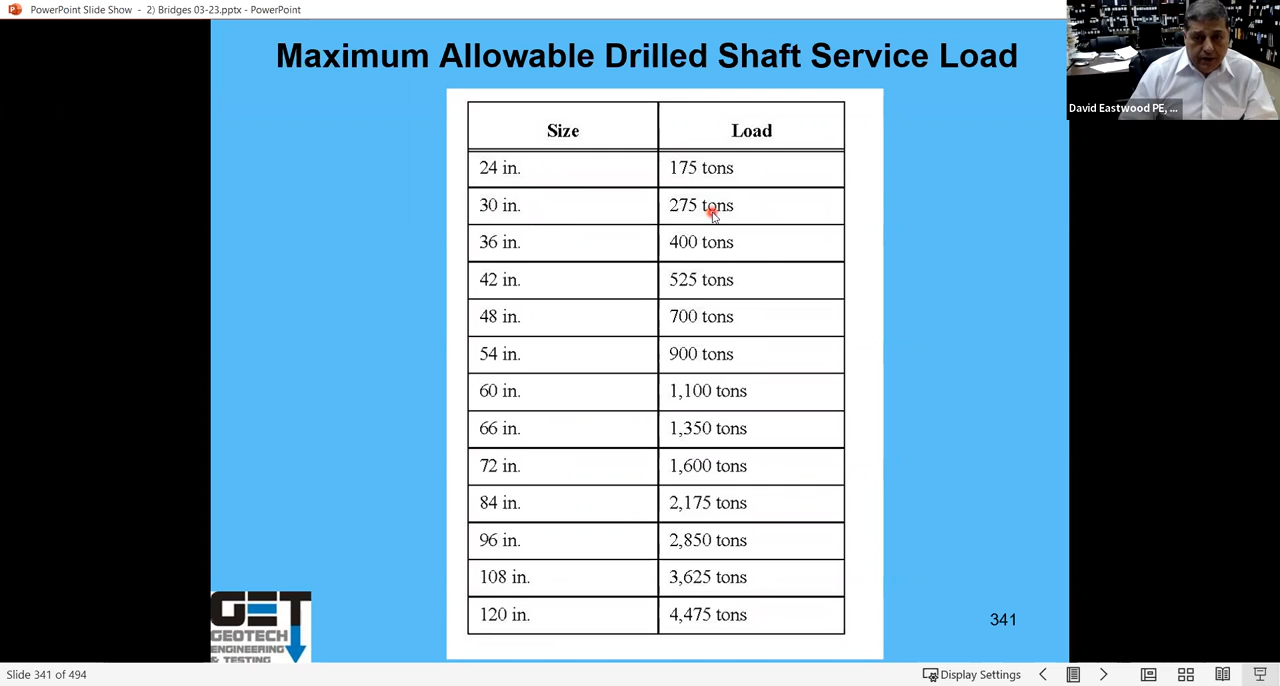 PowerPoint Slide Show - 2) Bridges 03-23.pptx - PowerPoint
Maximum Allowable Drilled Shaft Service Load
David Eastwood PE, ...
Size Load
24 in. 175 tons
30 in. 275 tons
36 in. 400 tons
42 in. 525 tons
48 in. 700 tons
54 in. 900 tons
60 in. 1,100 tons
66 in. 1,350 tons
72 in. 1,600 tons
84 in. 2,175 tons
96 in. 2,850 tons
108 in. 3,625 tons
120 in. 4,475 tons
GET
GEOTECH
ENGINEERING
& TESTING
341
Slide 341 of 494
Display Settings